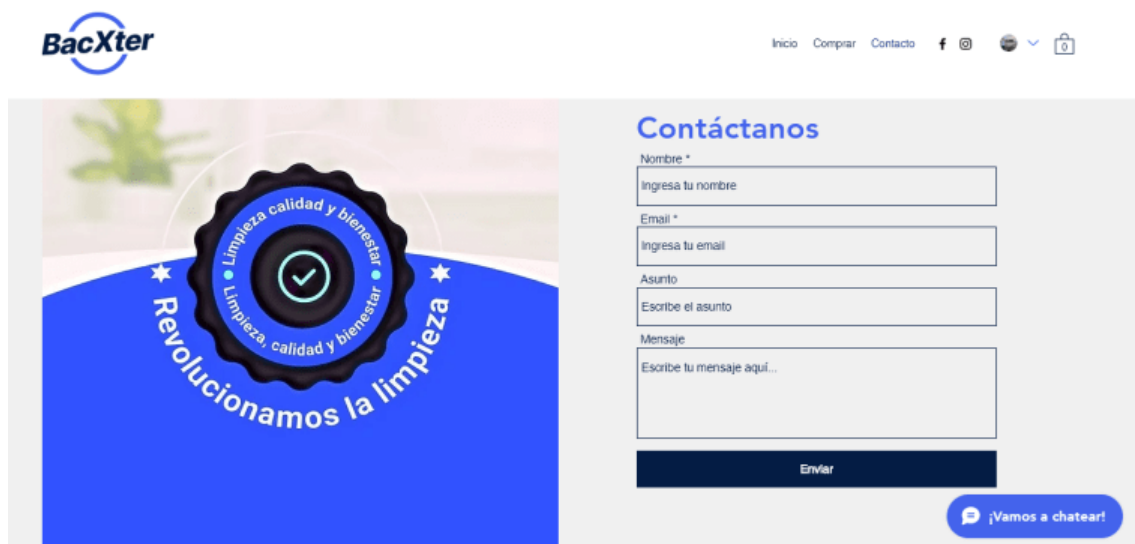 BacXter
Inicio Comprar Contacto
0
Contáctanos
Nombre *
Ingresa tu nombre
Email *
Ingresa tu email
Asunto
Escribe el asunto
Mensaje
Escribe tu mensaje aquí...
Enviar
Limpieza calidad y bienestar
Limpieza, calidad y bienestar
Revolucionamos la limpieza
¡Vamos a chatear!